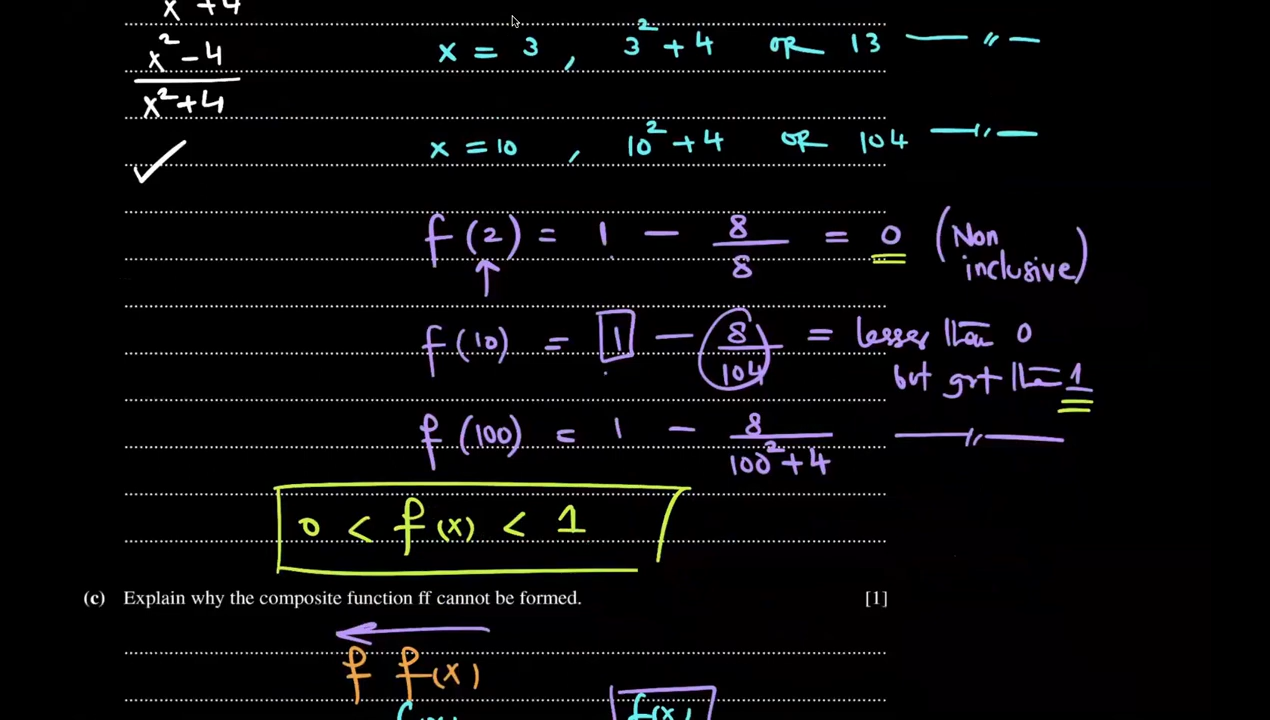 x² + 4
x² - 4
x² + 4
x = 3 , 3² + 4 OR 13 — " —
x = 10 , 10² + 4 OR 104 — " —
f (2) = 1 - 8/8 = 0 (Non inclusive)
f (10) = 1 - 8/104 = lesser than 0
but grt than 1
f (100) = 1 - 8/100² + 4 — " —
0 < f(x) < 1
(c) Explain why the composite function ff cannot be formed. [1]
f f(x)
f(x) f(x)